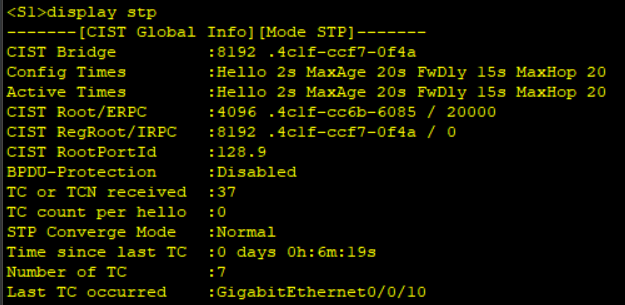 <S1>display stp
-------[CIST Global Info][Mode STP]-------
CIST Bridge         :8192 .4c1f-ccf7-0f4a
Config Times        :Hello 2s MaxAge 20s FwDly 15s MaxHop 20
Active Times        :Hello 2s MaxAge 20s FwDly 15s MaxHop 20
CIST Root/ERPC      :4096 .4c1f-cc6b-6085 / 20000
CIST RegRoot/IRPC   :8192 .4c1f-ccf7-0f4a / 0
CIST RootPortId     :128.9
BPDU-Protection     :Disabled
TC or TCN received  :37
TC count per hello  :0
STP Converge Mode   :Normal
Time since last TC  :0 days 0h:6m:19s
Number of TC        :7
Last TC occurred    :GigabitEthernet0/0/10